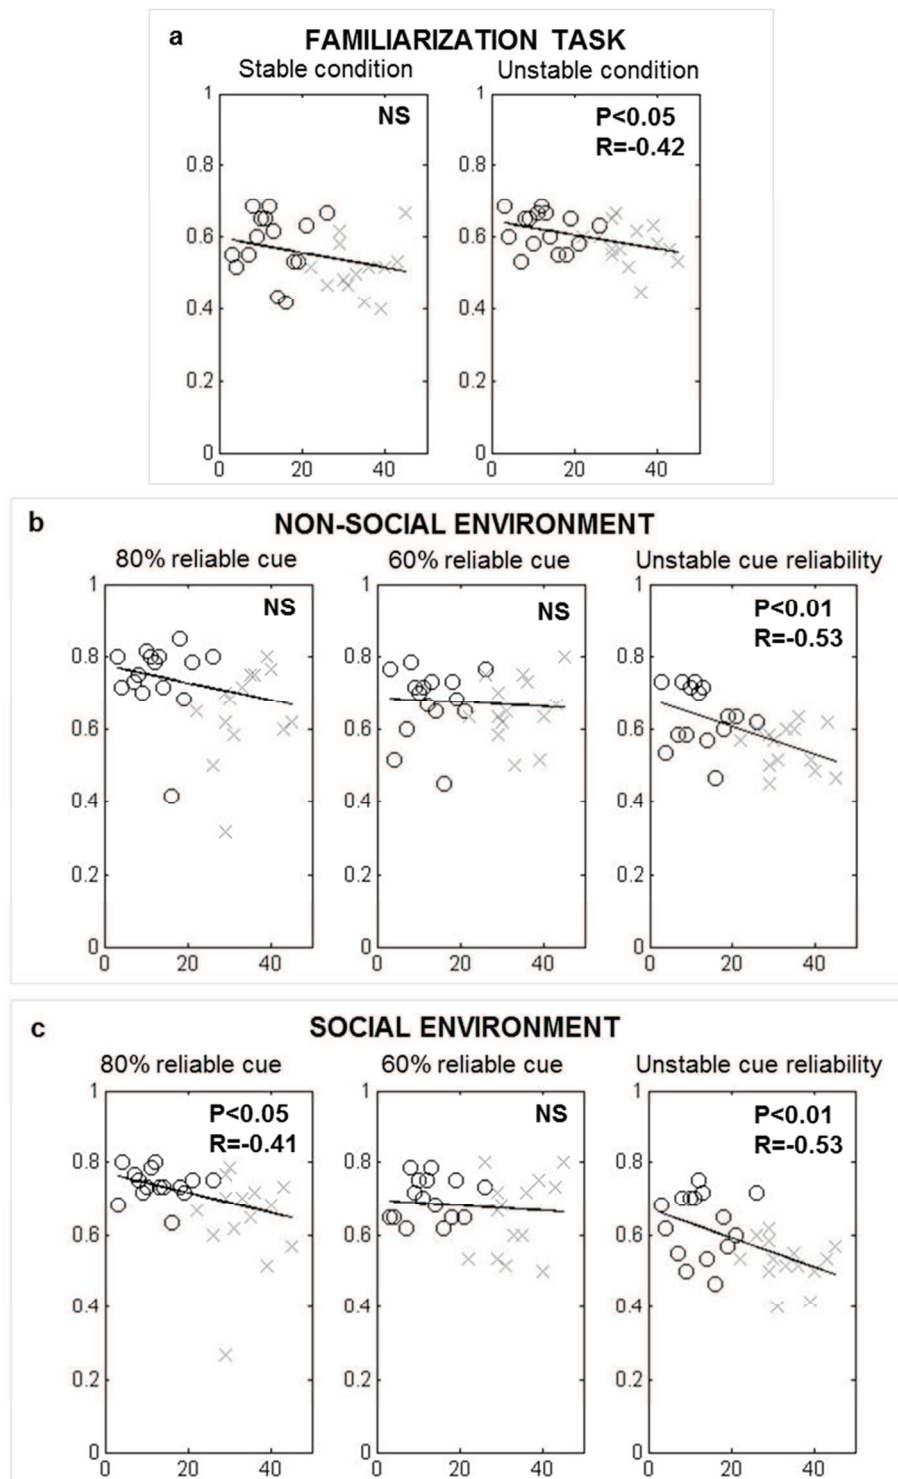 a
FAMILIARIZATION TASK
Stable condition Unstable condition
1 1
NS P<0.05
R=-0.42
0.8 0.8
0.6 0.6
0.4 0.4
0.2 0.2
0 0
0 20 40 0 20 40
b
NON-SOCIAL ENVIRONMENT
80% reliable cue 60% reliable cue Unstable cue reliability
1 1 1
NS NS P<0.01
R=-0.53
0.8 0.8 0.8
0.6 0.6 0.6
0.4 0.4 0.4
0.2 0.2 0.2
0 0 0
0 20 40 0 20 40 0 20 40
c
SOCIAL ENVIRONMENT
80% reliable cue 60% reliable cue Unstable cue reliability
1 1 1
P<0.05 NS P<0.01
R=-0.41 R=-0.53
0.8 0.8 0.8
0.6 0.6 0.6
0.4 0.4 0.4
0.2 0.2 0.2
0 0 0
0 20 40 0 20 40 0 20 40